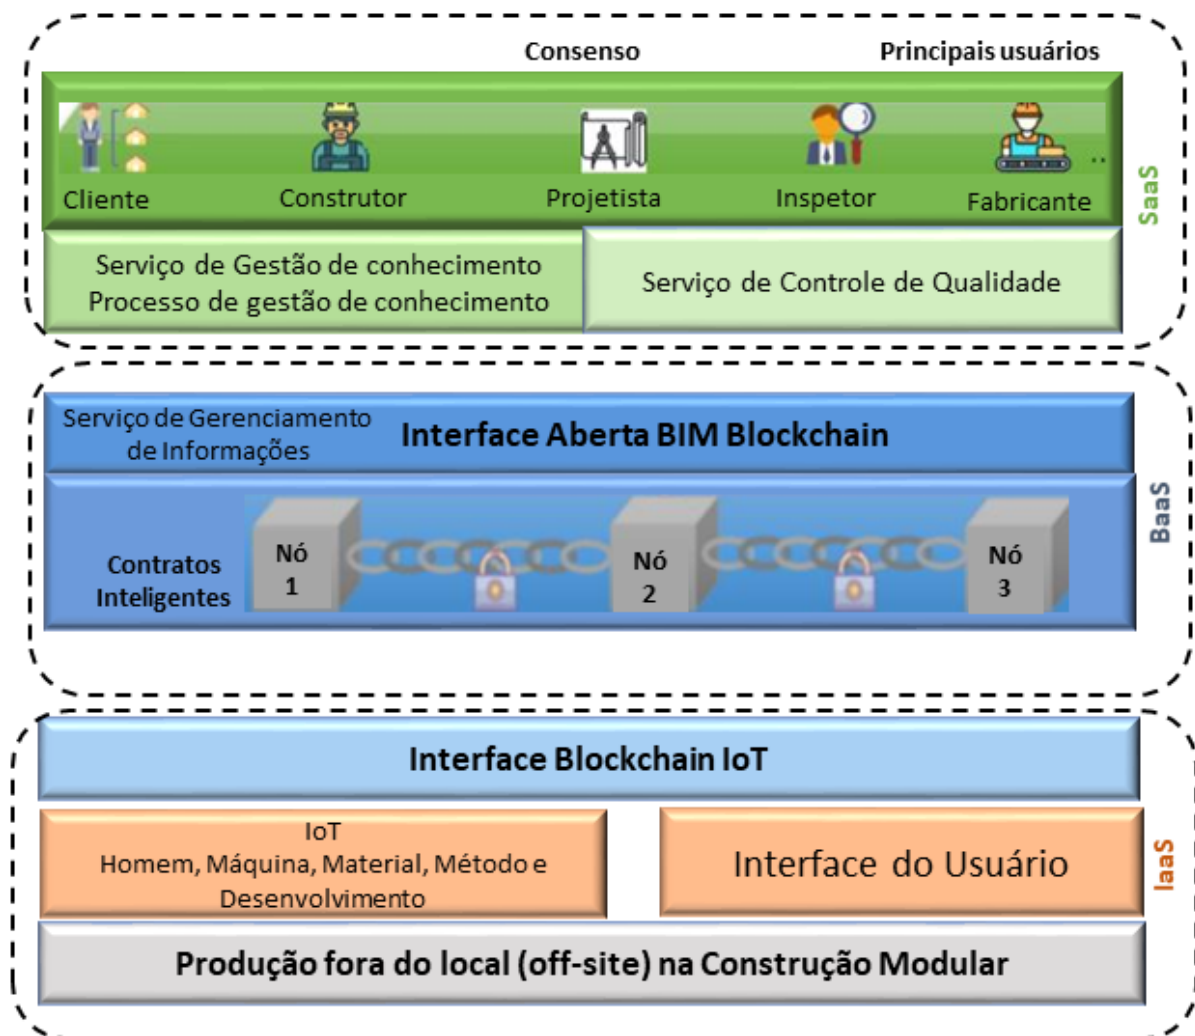 Consenso
Principais usuários
Cliente
Construtor
Projetista
Inspetor
Fabricante
..
SaaS
Serviço de Gestão de conhecimento
Processo de gestão de conhecimento
Serviço de Controle de Qualidade
Serviço de Gerenciamento
de Informações
Interface Aberta BIM Blockchain
BaaS
Contratos
Inteligentes
Nó
1
Nó
2
Nó
3
Interface Blockchain IoT
IoT
Homem, Máquina, Material, Método e
Desenvolvimento
Interface do Usuário
IaaS
Produção fora do local (off-site) na Construção Modular